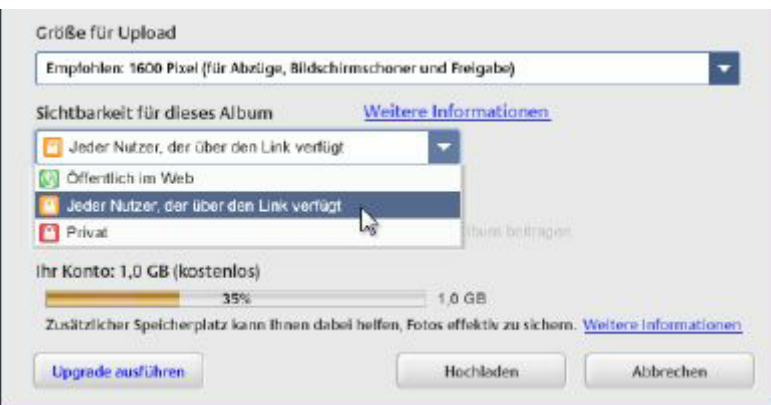 Größe für Upload
Empfohlen: 1600 Pixel (für Abzüge, Bildschirmschoner und Freigabe)
Sichtbarkeit für dieses Album Weitere Informationen
Jeder Nutzer, der über den Link verfügt
Öffentlich im Web
Jeder Nutzer, der über den Link verfügt
Privat
beitragen
Ihr Konto: 1,0 GB (kostenlos)
35% 1,0 GB
Zusätzlicher Speicherplatz kann Ihnen dabei helfen, Fotos effektiv zu sichern. Weitere Informationen
Upgrade ausführen Hochladen Abbrechen